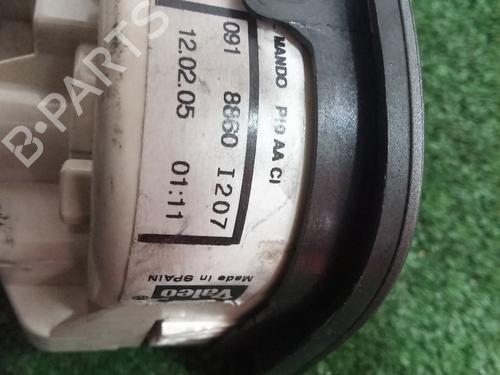 MANDO P19 AA CI
091 8860 I207
12.02.05 01:11
Made in SPAIN
Valeo
B-PARTS